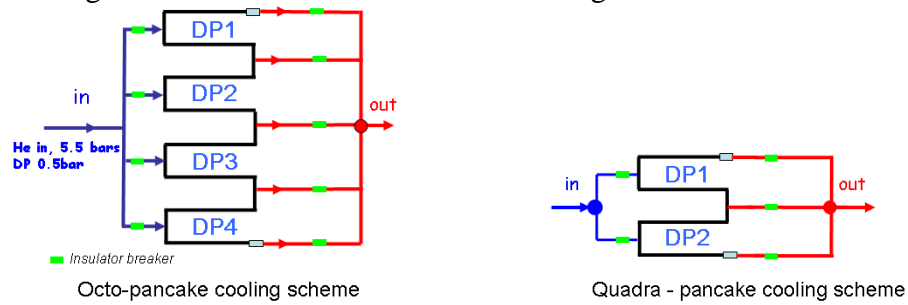 DP1
DP2
DP3
DP4
in
He in, 5.5 bars
DP 0.5bar
out
Insulator breaker
Octo-pancake cooling scheme
DP1
DP2
in
out
Quadra - pancake cooling scheme